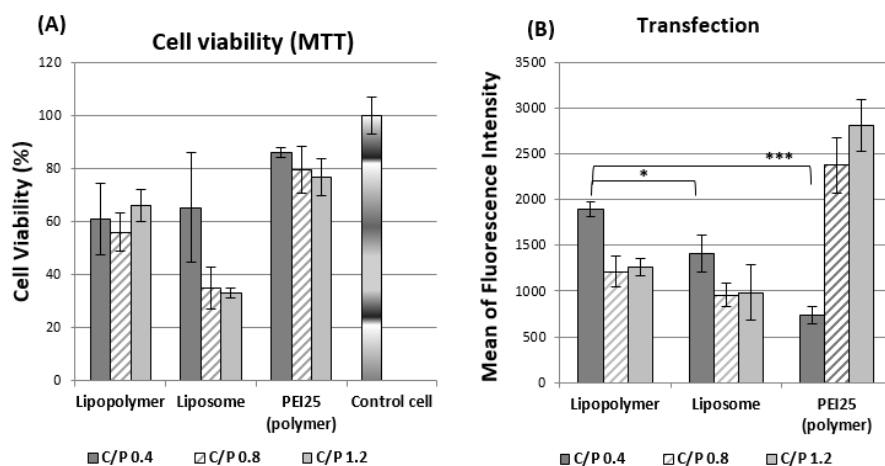 (A)
Cell viability (MTT)
Cell Viability (%)
120
100
80
60
40
20
0
Lipopolymer Liposome PEI25 Control cell
(polymer)
C/P 0.4 C/P 0.8 C/P 1.2
(B)
Transfection
Mean of Fluorescence Intensity
3500
3000
2500
2000
1500
1000
500
0
***
*
Lipopolymer Liposome PEI25
(polymer)
C/P 0.4 C/P 0.8 C/P 1.2